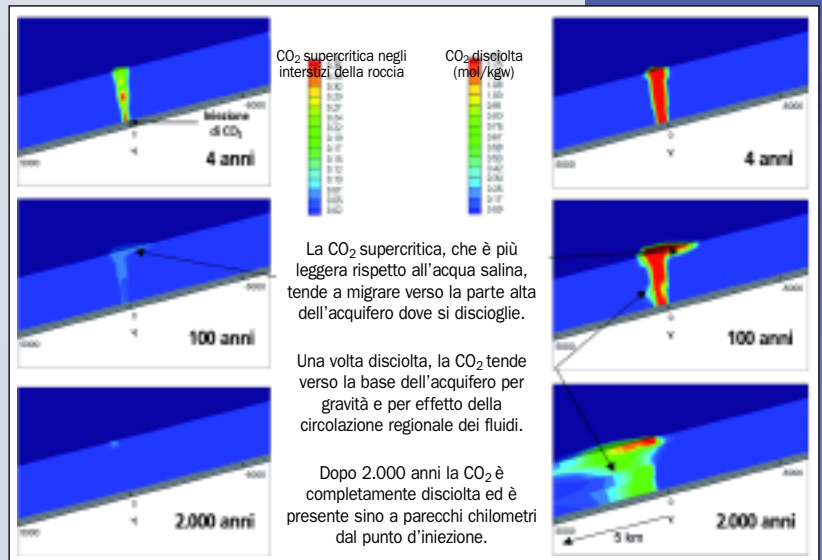 CO2 supercritica negli
interstizi della roccia
CO2 disciolta
(mol/kgw)
Iniezione
di CO2
4 anni
4 anni
La CO2 supercritica, che è più
leggera rispetto all'acqua salina,
tende a migrare verso la parte alta
dell'acquifero dove si discioglie.
100 anni
100 anni
Una volta disciolta, la CO2 tende
verso la base dell'acquifero per
gravità e per effetto della
circolazione regionale dei fluidi.
Dopo 2.000 anni la CO2 è
completamente disciolta ed è
presente sino a parecchi chilometri
dal punto d'iniezione.
2.000 anni
5 km
2.000 anni